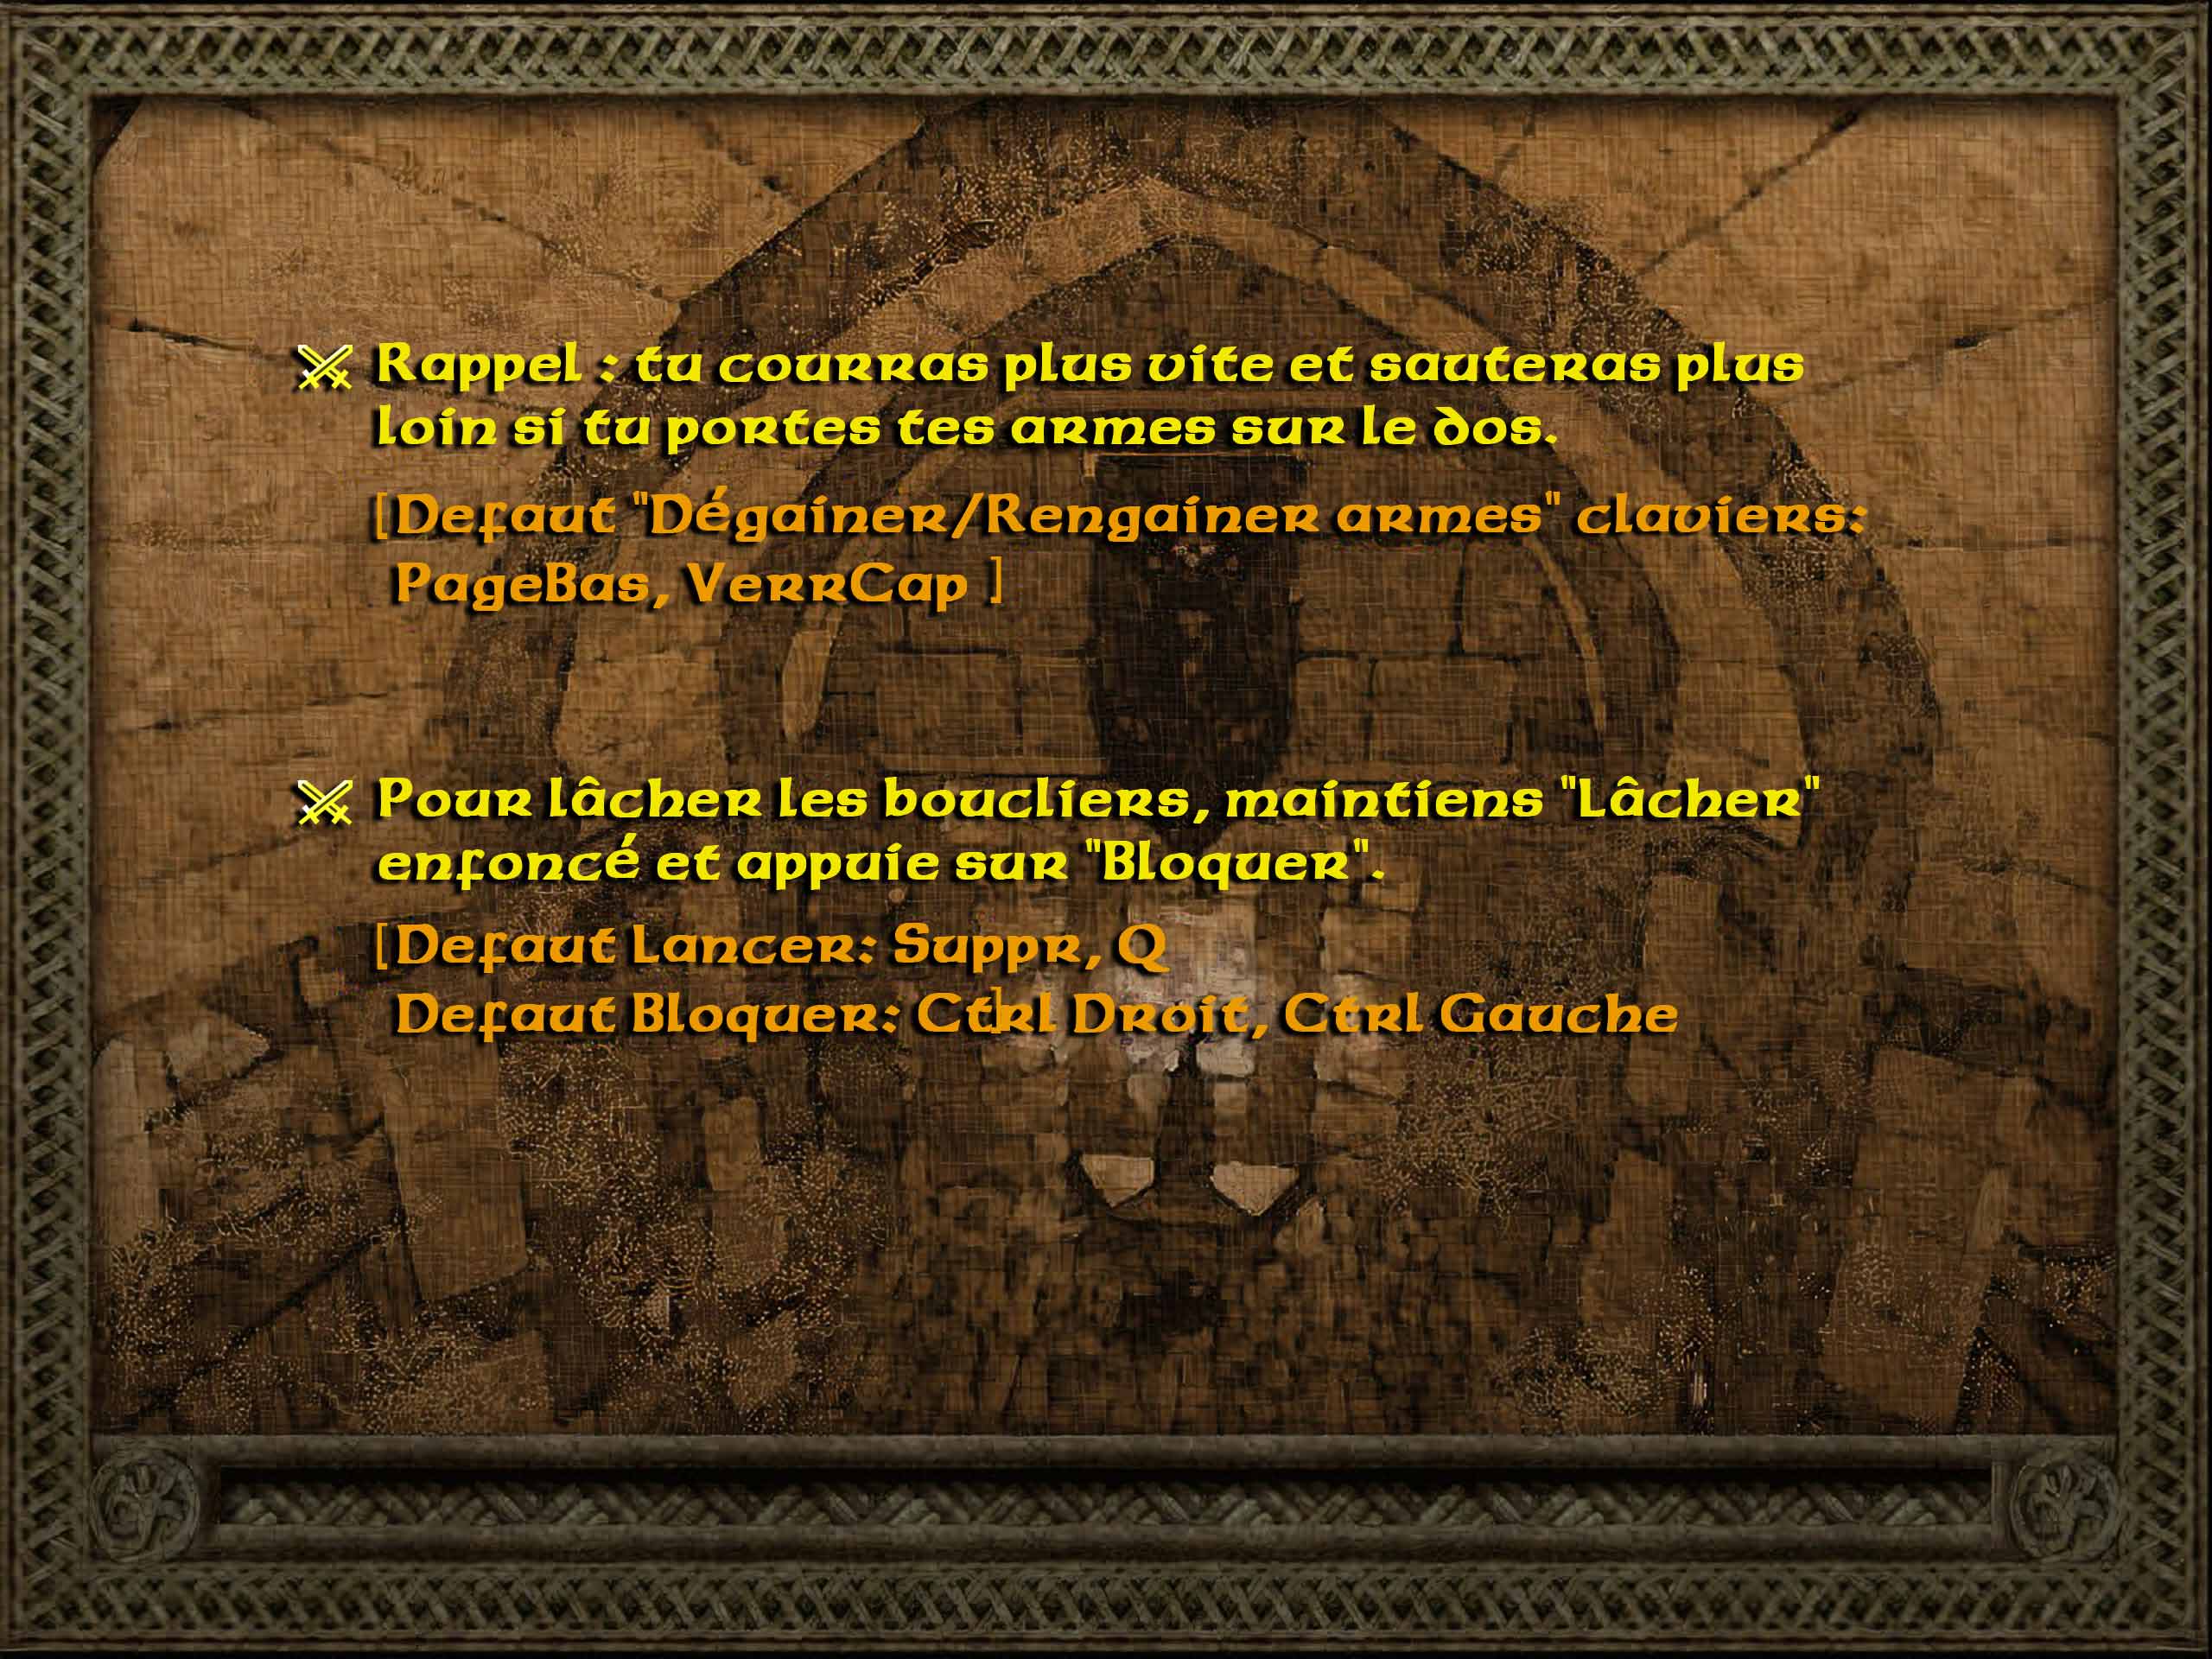 Rappel : tu courras plus vite et sauteras plus
loin si tu portes tes armes sur le dos.
[Defaut "Dégainer/Rengainer armes" claviers:
PageBas, VerrCap ]
Pour lâcher les boucliers, maintiens "Lâcher"
enfoncé et appuie sur "Bloquer".
[Defaut Lancer: Suppr, Q
Defaut Bloquer: Ctrl Droit, Ctrl Gauche ]